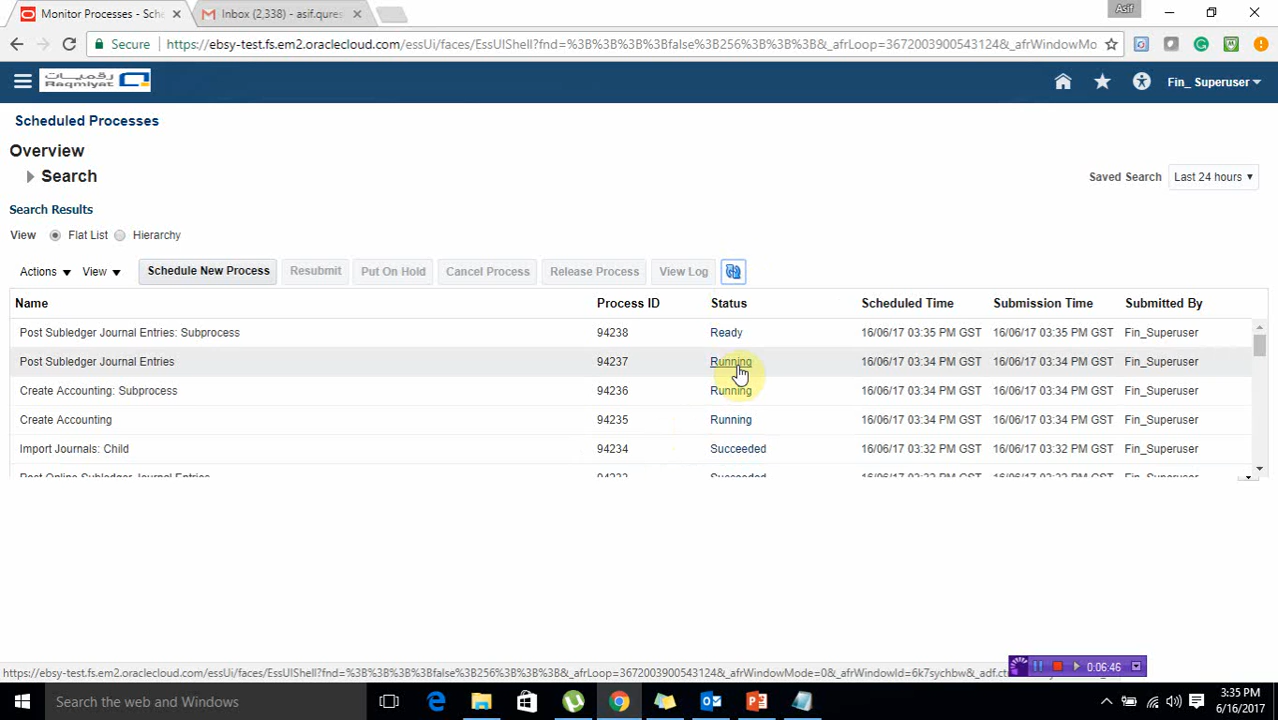 Monitor Processes - Sche
Inbox (2,338) - asif.qures
Asif
Secure
https://ebsy-test.fs.em2.oraclecloud.com/essUi/faces/EssUIShell?fnd=%3B%3B%3B%3Bfalse%3B256%3B%3B%3B&_afrLoop=3672003900543124&_afrWindowMo
رقميات
Raqmiyat
Fin_ Superuser
Scheduled Processes
Overview
Search
Saved Search Last 24 hours
Search Results
View Flat List Hierarchy
Actions View Schedule New Process Resubmit Put On Hold Cancel Process Release Process View Log
Name Process ID Status Scheduled Time Submission Time Submitted By
Post Subledger Journal Entries: Subprocess 94238 Ready 16/06/17 03:35 PM GST 16/06/17 03:35 PM GST Fin_Superuser
Post Subledger Journal Entries 94237 Running 16/06/17 03:34 PM GST 16/06/17 03:34 PM GST Fin_Superuser
Create Accounting: Subprocess 94236 Running 16/06/17 03:34 PM GST 16/06/17 03:34 PM GST Fin_Superuser
Create Accounting 94235 Running 16/06/17 03:34 PM GST 16/06/17 03:34 PM GST Fin_Superuser
Import Journals: Child 94234 Succeeded 16/06/17 03:32 PM GST 16/06/17 03:32 PM GST Fin_Superuser
Post Online Subledger Journal Entries Succeeded 16/06/17 03:32 PM GST 16/06/17 03:32 PM GST Fin_Superuser
https://ebsy-test.fs.em2.oraclecloud.com/essUi/faces/EssUIShell?fnd=%3B%3B%3B%3Bfalse%3B256%3B%3B%3B&_afrLoop=3672003900543124&_afrWindowMode=0&_afrWindowId=6k7sychbw&_adf.ct
0:06:46
Search the web and Windows
3:35 PM
6/16/2017